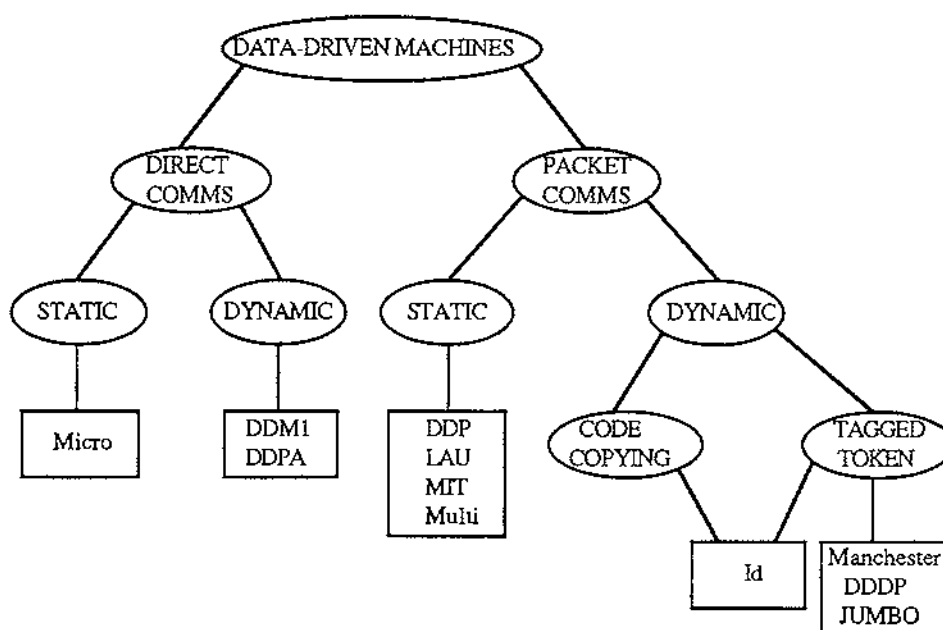 DATA-DRIVEN MACHINES
DIRECT
COMMS
PACKET
COMMS
STATIC
DYNAMIC
STATIC
DYNAMIC
Micro
DDM1
DDPA
DDP
LAU
MIT
Multi
CODE
COPYING
TAGGED
TOKEN
Id
Manchester
DDDP
JUMBO